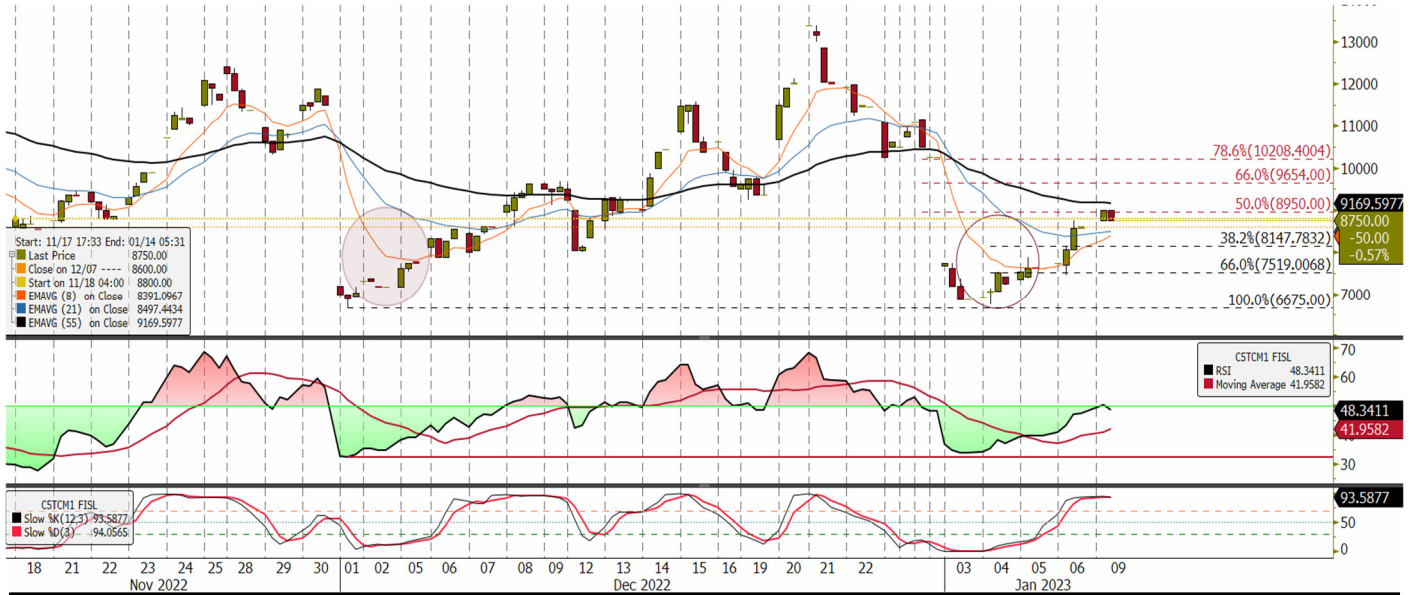 13000
12000
11000
10000
7000
78.6%(10208.4004)
66.0%(9654.00)
50.0%(8950.00)
38.2%(8147.7832)
66.0%(7519.0068)
100.0%(6675.00)
9169.5977
8750.00
-50.00
-0.57%
Start: 11/17 17:33 End: 01/14 05:31
Last Price 8750.00
Close on 12/07 ---- 8600.00
Start on 11/18 04:00 8800.00
EMAVG (8) on Close 8391.0967
EMAVG (21) on Close 8497.4434
EMAVG (55) on Close 9169.5977
70
60
30
CSTCM1 FISL
RSI 48.3411
Moving Average 41.9582
48.3411
41.9582
CSTCM1 FISL
Slow %K(12,3) 93.5877
Slow %D(3) 94.0565
93.5877
50
0
18 21 22 23 24 25 28 29 30 01 02 05 06 07 08 09 12 13 14 15 16 19 20 21 22 03 04 05 06 09
Nov 2022 Dec 2022 Jan 2023